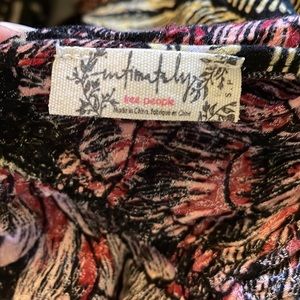 intimately
free people
Made in China, Fabriqué en Chine
S